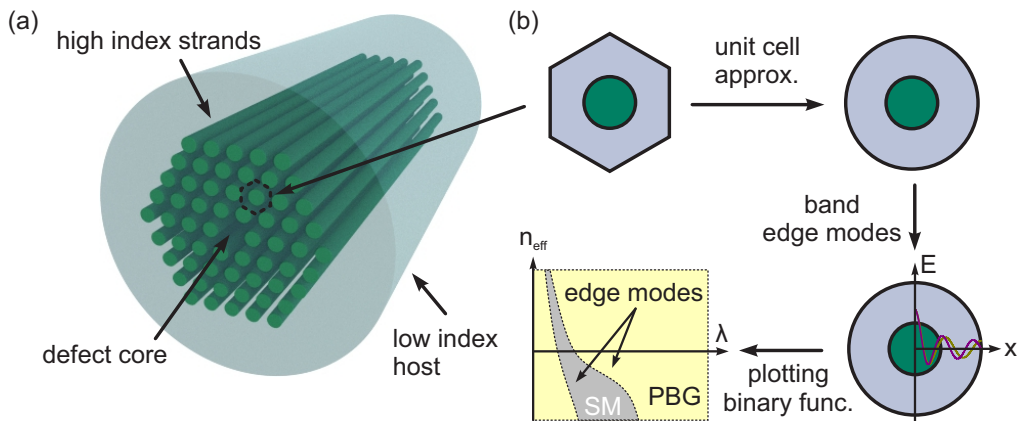 (a)
high index strands
defect core
low index
host
(b)
unit cell
approx.
band
edge modes
E
x
plotting
binary func.
n_eff
edge modes
λ
PBG
SM